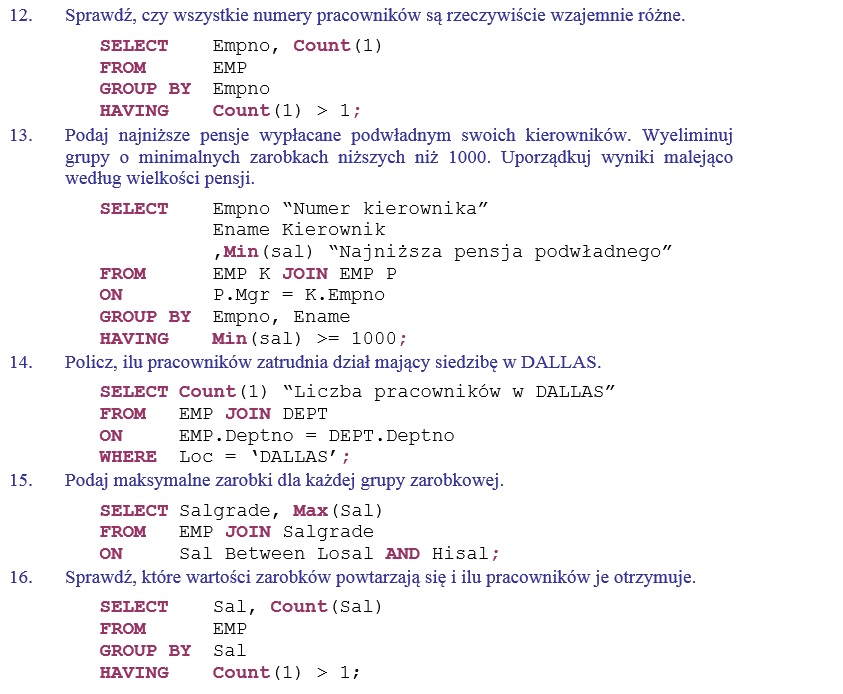 12. Sprawdź, czy wszystkie numery pracowników są rzeczywiście wzajemnie różne.
SELECT Empno, Count(1)
FROM EMP
GROUP BY Empno
HAVING Count(1) > 1;
13. Podaj najniższe pensje wypłacane podwładnym swoich kierowników. Wyeliminuj
grupy o minimalnych zarobkach niższych niż 1000. Uporządkuj wyniki malejąco
według wielkości pensji.
SELECT Empno “Numer kierownika”
Ename Kierownik
,Min(sal) “Najniższa pensja podwładnego”
FROM EMP K JOIN EMP P
ON P.Mgr = K.Empno
GROUP BY Empno, Ename
HAVING Min(sal) >= 1000;
14. Policz, ilu pracowników zatrudnia dział mający siedzibę w DALLAS.
SELECT Count(1) “Liczba pracowników w DALLAS”
FROM EMP JOIN DEPT
ON EMP.Deptno = DEPT.Deptno
WHERE Loc = ‘DALLAS’;
15. Podaj maksymalne zarobki dla każdej grupy zarobkowej.
SELECT Salgrade, Max(Sal)
FROM EMP JOIN Salgrade
ON Sal Between Losal AND Hisal;
16. Sprawdź, które wartości zarobków powtarzają się i ilu pracowników je otrzymuje.
SELECT Sal, Count(Sal)
FROM EMP
GROUP BY Sal
HAVING Count(1) > 1;